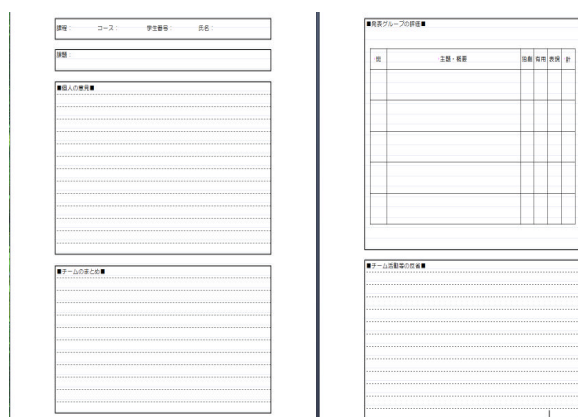 課程： コース： 学生番号： 氏名：
課題：
■個人の意見■
■チームのまとめ■
■発表グループの評価■
班 主題・概要 独創 有用 表現 計
■チーム活動等の反省■